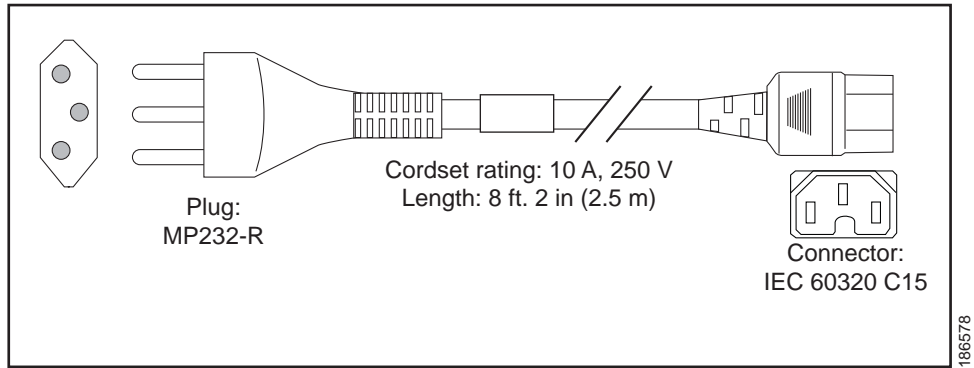 Cordset rating: 10 A, 250 V
Length: 8 ft. 2 in (2.5 m)
Plug:
MP232-R
Connector:
IEC 60320 C15
186578